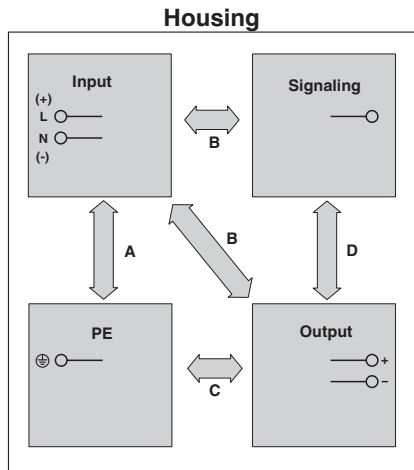 Housing
Input
(+)
L
N
(-)
Signaling
B
A
B
D
PE
Output
+
–
C